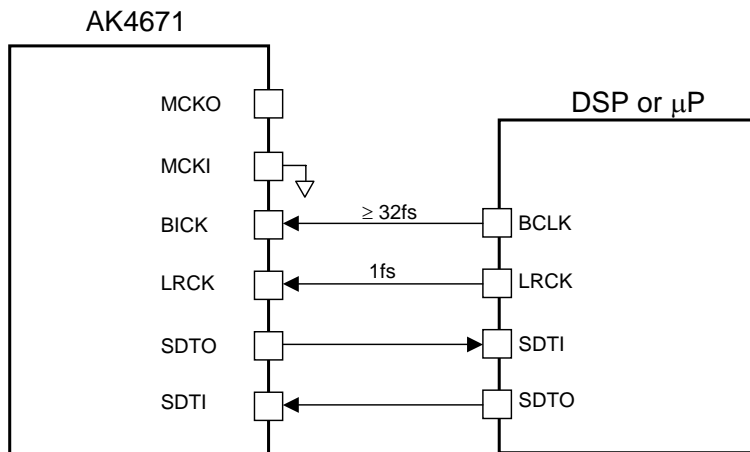 AK4671
DSP or μP
MCKO
MCKI
BICK
≥ 32fs
BCLK
LRCK
1fs
LRCK
SDTO
SDTI
SDTI
SDTO